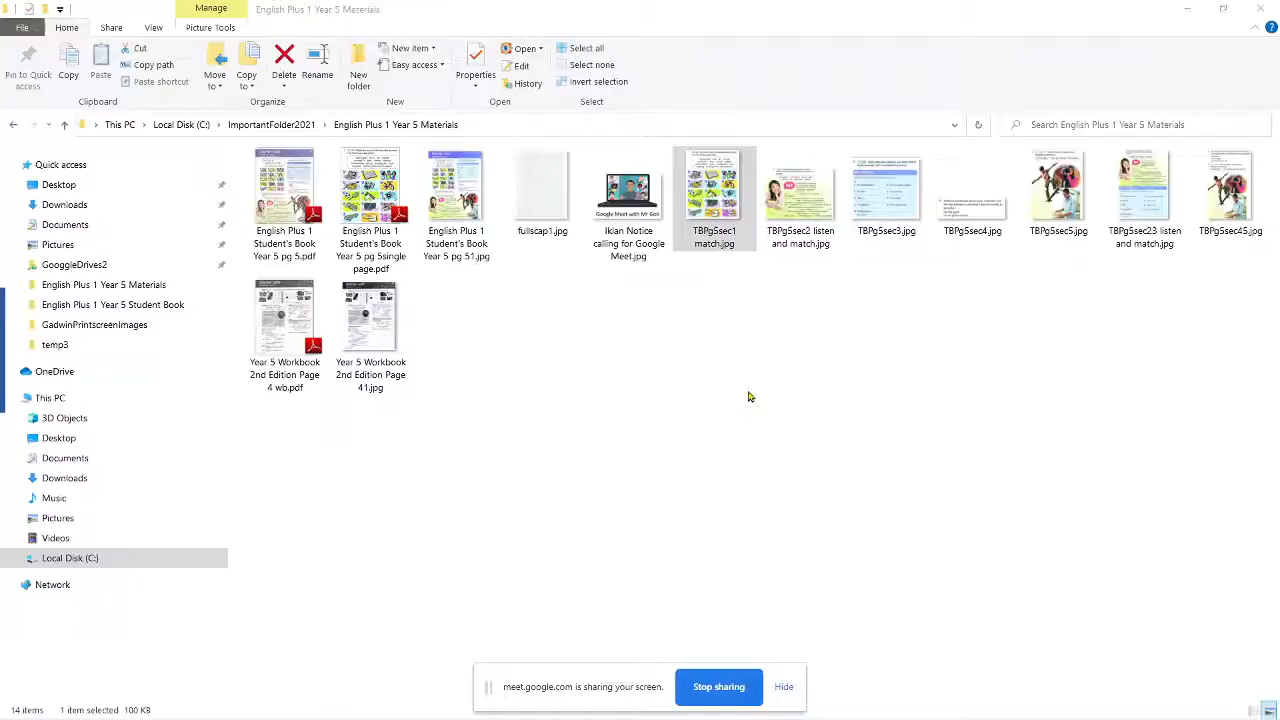 Manage
English Plus 1 Year 5 Materials
File
Home
Share
View
Picture Tools
Pin to Quick access
Copy
Paste
Cut
Copy path
Paste shortcut
Clipboard
Move to
Copy to
Delete
Rename
Organize
New folder
New item
Easy access
New
Properties
Open
Edit
History
Open
Select all
Select none
Invert selection
Select
This PC > Local Disk (C:) > ImportantFolder2021 > English Plus 1 Year 5 Materials
Search English Plus 1 Year 5 Materials
Quick access
Desktop
Downloads
Documents
Pictures
GooggleDrives2
English Plus 1 Year 5 Materials
English Plus 1 Year 5 Student Book
GadwinPrintscreenImages
temp3
OneDrive
This PC
3D Objects
Desktop
Documents
Downloads
Music
Pictures
Videos
Local Disk (C:)
Network
English Plus 1
Student's Book
Year 5 pg 5.pdf
English Plus 1
Student's Book
Year 5 pg 5single
page.pdf
English Plus 1
Student's Book
Year 5 pg 51.jpg
Iklan Notice
calling for Google
Meet.jpg
TBPg5sec1
match.jpg
TBPg5sec2 listen
and match.jpg
TBPg5sec3.jpg
TBPg5sec4.jpg
TBPg5sec5.jpg
TBPg5sec23 listen
and match.jpg
TBPg5sec45.jpg
Year 5 Workbook
2nd Edition Page
4 wb.pdf
Year 5 Workbook
2nd Edition Page
41.jpg
meet.google.com is sharing your screen.
Stop sharing
Hide
14 items
1 item selected 100 KB